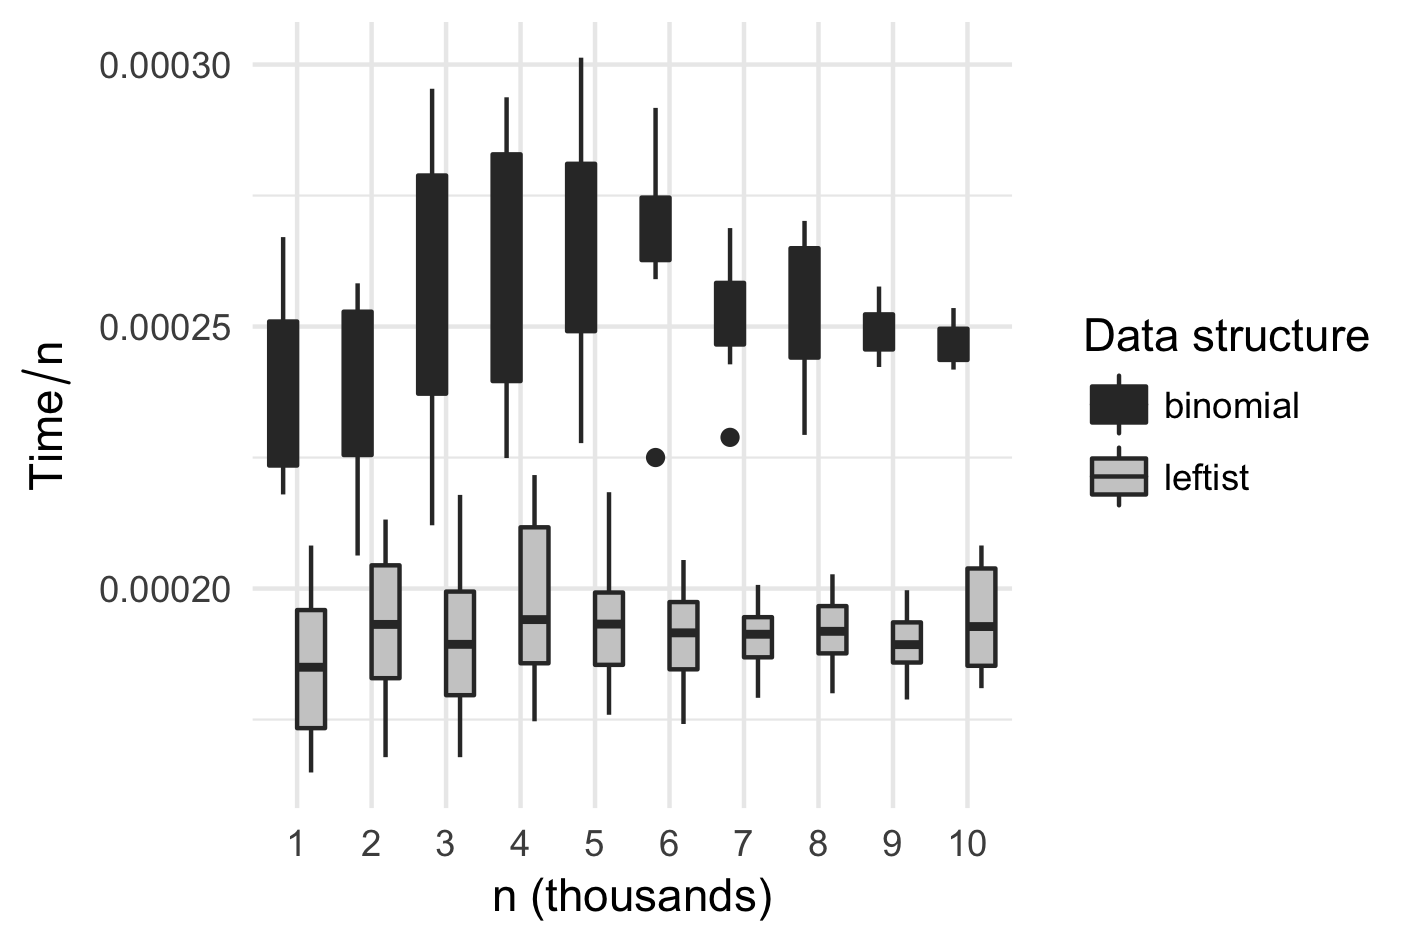 0.00030
0.00025
0.00020
Time/n
1 2 3 4 5 6 7 8 9 10
n (thousands)
Data structure
binomial
leftist